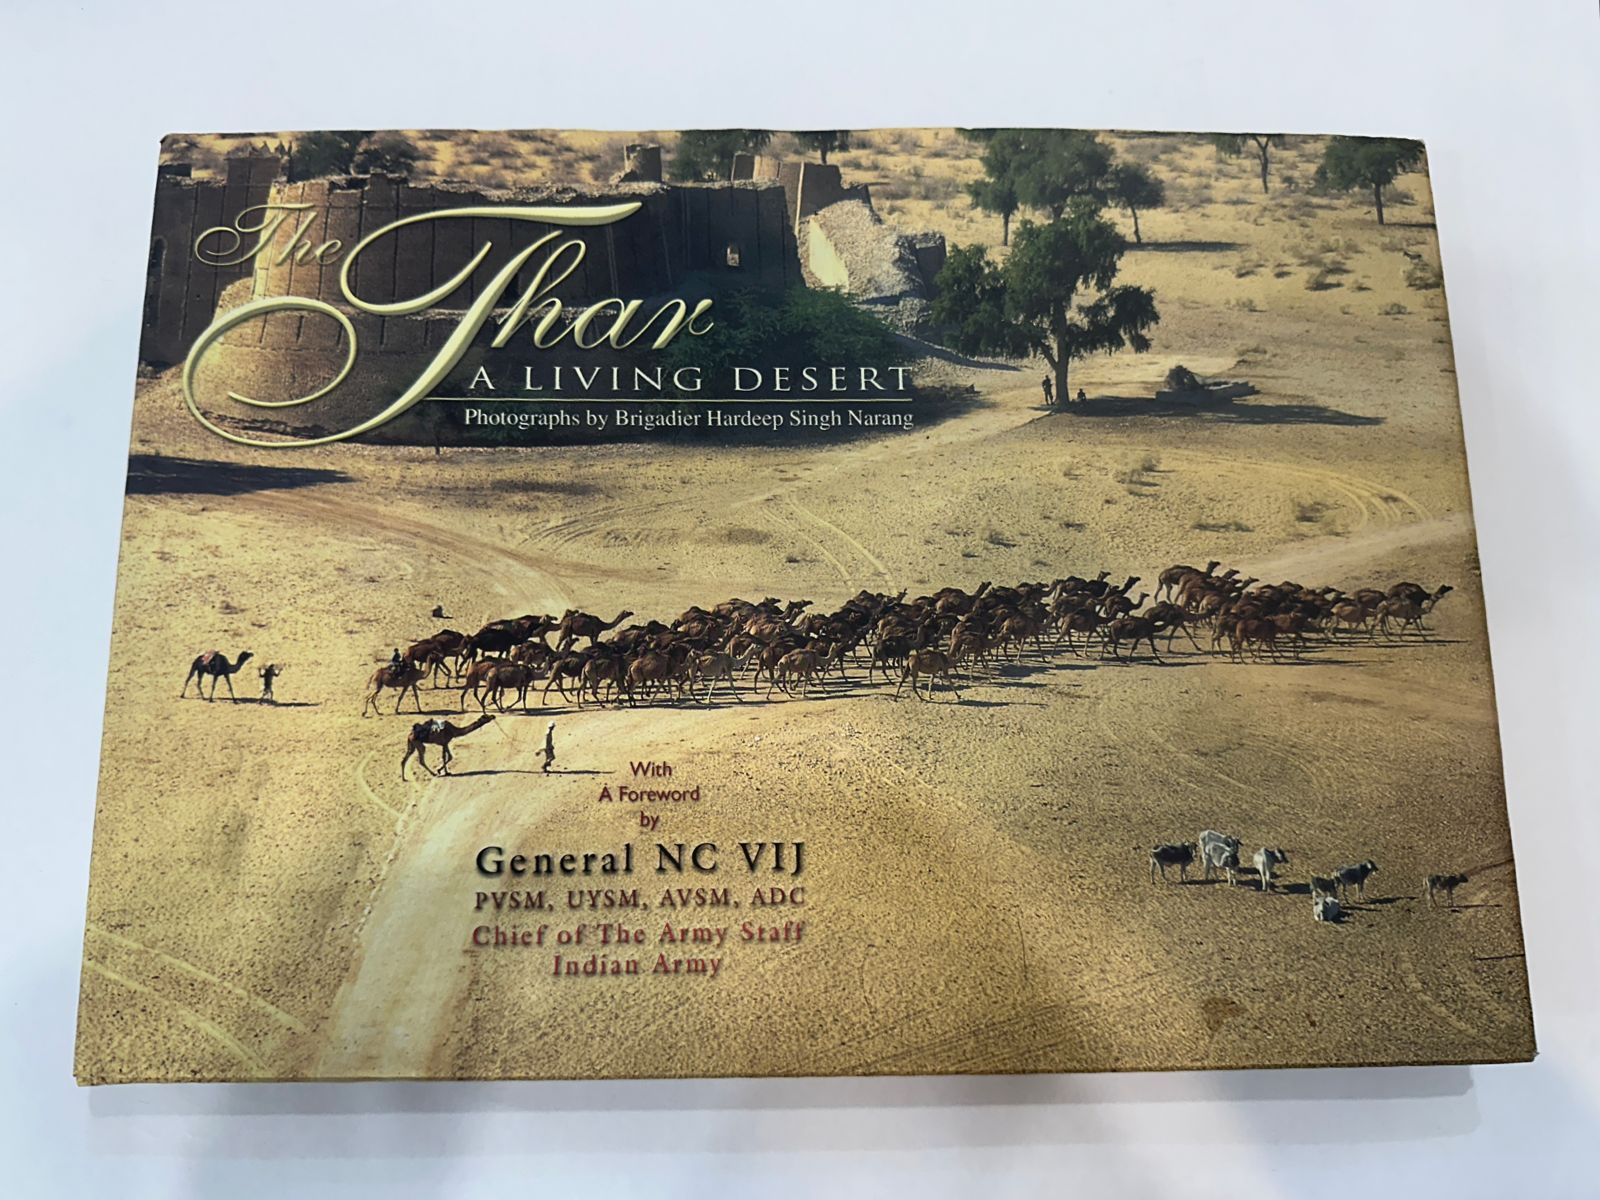 The Thar
A LIVING DESERT
Photographs by Brigadier Hardeep Singh Narang
With
A Foreword
by
General NC VIJ
PVSM, UYSM, AVSM, ADC
Chief of The Army Staff
Indian Army